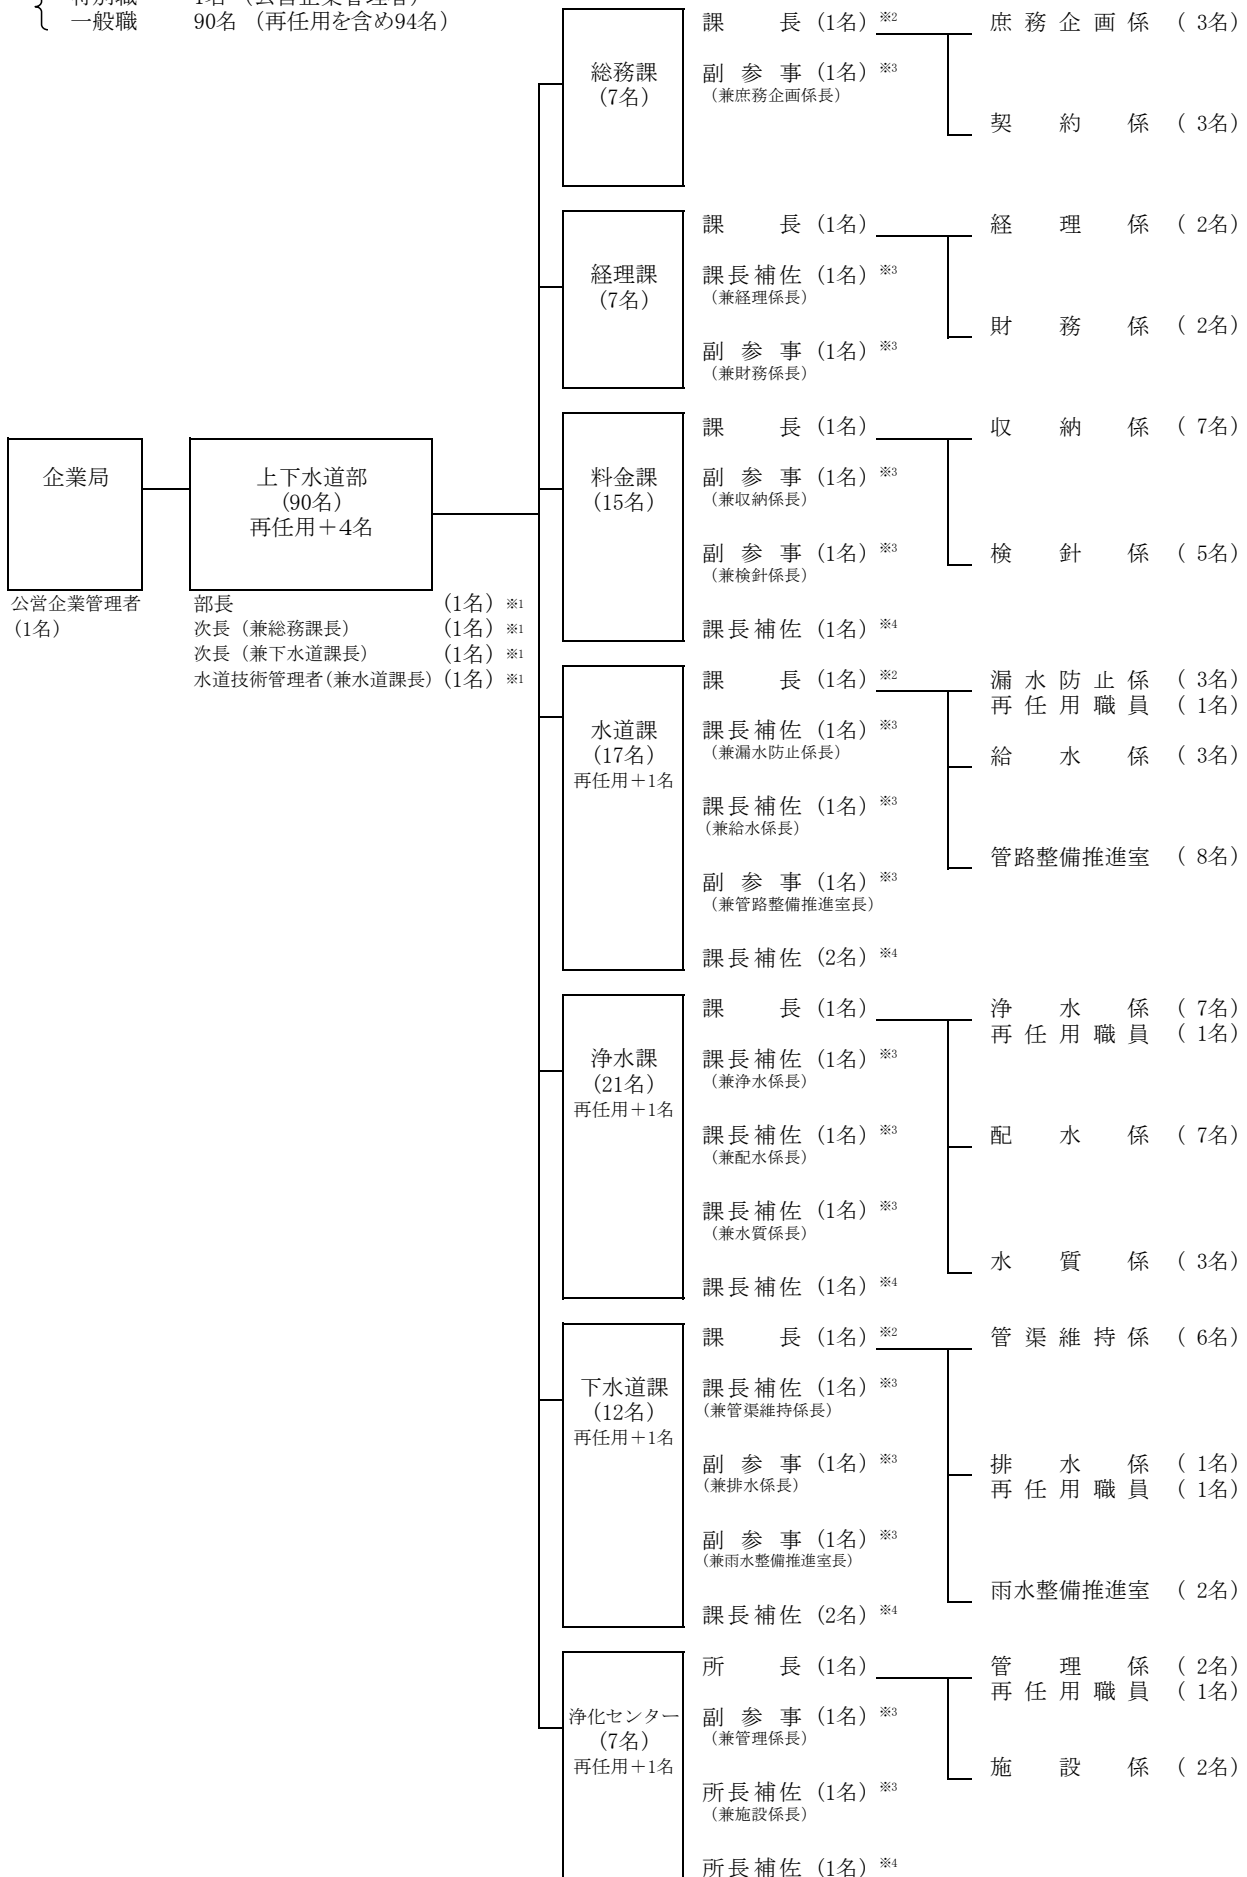 特別職 1名 （公営企業管理者）
一般職 90名 （再任用を含め94名）
企業局
公営企業管理者
(1名)
上下水道部
(90名)
再任用＋4名
部長 (1名) ※1
次長（兼総務課長） (1名) ※1
次長（兼下水道課長） (1名) ※1
水道技術管理者(兼水道課長) (1名) ※1
総務課
(7名)
課長 (1名) ※2
副参事 (1名) ※3
（兼庶務企画係長）
庶務企画係 ( 3名)
契約係 ( 3名)
経理課
(7名)
課長 (1名)
課長補佐 (1名) ※3
（兼経理係長）
副参事 (1名) ※3
（兼財務係長）
経理係 ( 2名)
財務係 ( 2名)
料金課
(15名)
課長 (1名)
副参事 (1名) ※3
（兼収納係長）
副参事 (1名) ※3
（兼検針係長）
課長補佐 (1名) ※4
収納係 ( 7名)
検針係 ( 5名)
水道課
(17名)
再任用＋1名
課長 (1名) ※2
課長補佐 (1名) ※3
（兼漏水防止係長）
課長補佐 (1名) ※3
（兼給水係長）
副参事 (1名) ※3
（兼管路整備推進室長）
課長補佐 (2名) ※4
漏水防止係 ( 3名)
再任用職員 ( 1名)
給水係 ( 3名)
管路整備推進室 ( 8名)
浄水課
(21名)
再任用＋1名
課長 (1名)
課長補佐 (1名) ※3
（兼浄水係長）
課長補佐 (1名) ※3
（兼配水係長）
課長補佐 (1名) ※3
（兼水質係長）
課長補佐 (1名) ※4
浄水係 ( 7名)
再任用職員 ( 1名)
配水係 ( 7名)
水質係 ( 3名)
下水道課
(12名)
再任用＋1名
課長 (1名) ※2
課長補佐 (1名) ※3
（兼管渠維持係長）
副参事 (1名) ※3
（兼排水係長）
副参事 (1名) ※3
（兼雨水整備推進室長）
課長補佐 (2名) ※4
管渠維持係 ( 6名)
排水係 ( 1名)
再任用職員 ( 1名)
雨水整備推進室 ( 2名)
浄化センター
(7名)
再任用＋1名
所長 (1名)
副参事 (1名) ※3
（兼管理係長）
所長補佐 (1名) ※3
（兼施設係長）
所長補佐 (1名) ※4
管理係 ( 2名)
再任用職員 ( 1名)
施設係 ( 2名)